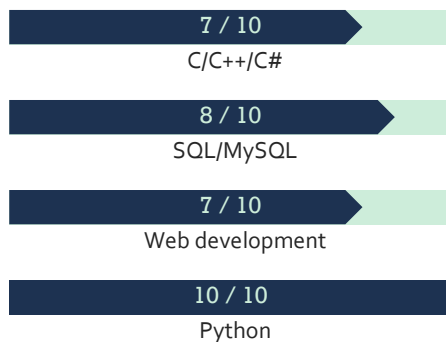 7 / 10
C/C++/C#
8 / 10
SQL/MySQL
7 / 10
Web development
10 / 10
Python